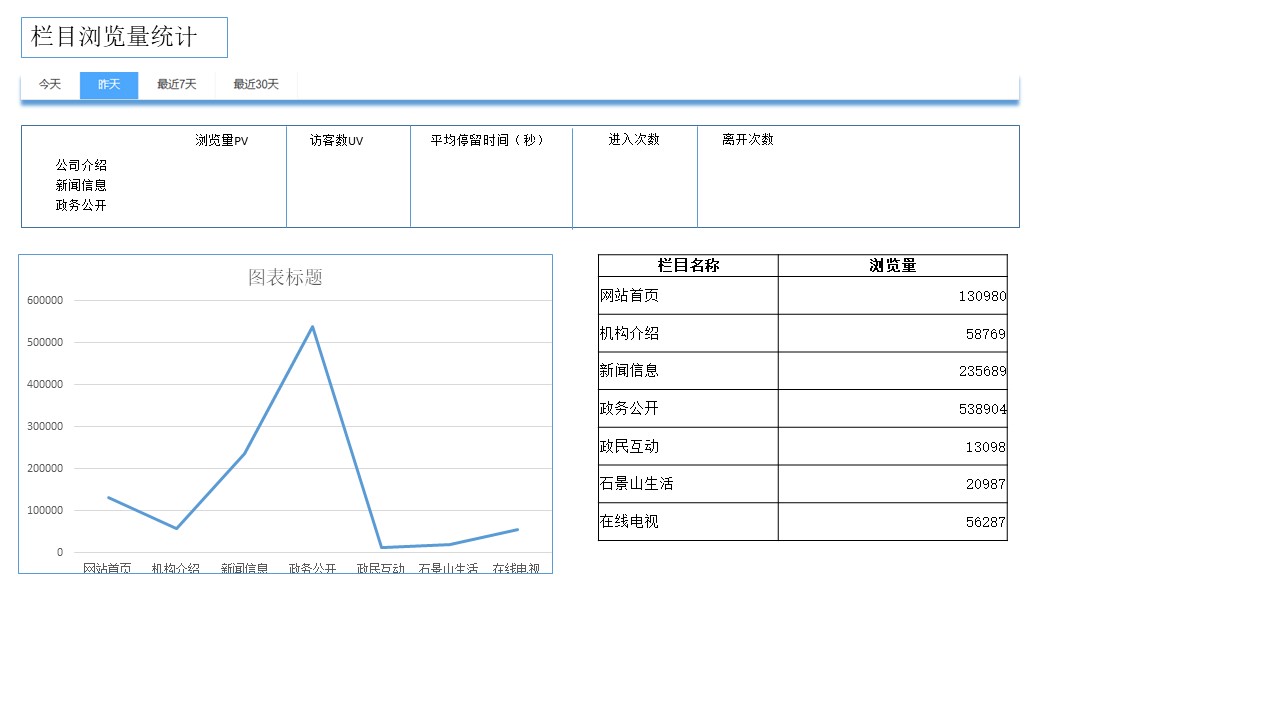 栏目浏览量统计
今天 昨天 最近7天 最近30天
浏览量PV 访客数UV 平均停留时间（秒） 进入次数 离开次数
公司介绍
新闻信息
政务公开
图表标题
600000
500000
400000
300000
200000
100000
0
网站首页 机构介绍 新闻信息 政务公开 政民互动 石景山生活 在线电视
栏目名称 浏览量
网站首页 130980
机构介绍 58769
新闻信息 235689
政务公开 538904
政民互动 13098
石景山生活 20987
在线电视 56287